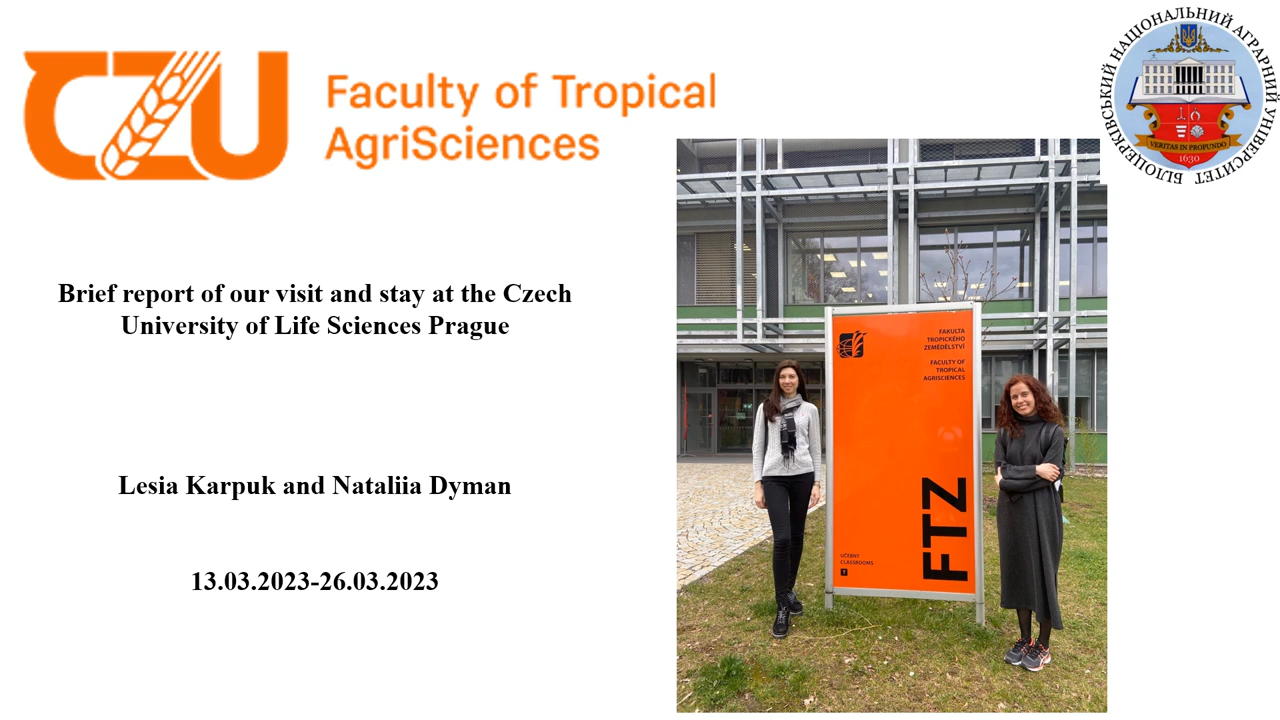 CZU
Faculty of Tropical
AgriSciences
БІЛОЦЕРКІВСЬКИЙ НАЦІОНАЛЬНИЙ АГРАРНИЙ УНІВЕРСИТЕТ
VERITAS IN PROFUNDO
1630
Brief report of our visit and stay at the Czech
University of Life Sciences Prague
Lesia Karpuk and Nataliia Dyman
13.03.2023-26.03.2023
FAKULTA
TROPICKÉHO
ZEMĚDĚLSTVÍ
FACULTY OF
TROPICAL
AGRISCIENCES
FTZ
UČEBNY
CLASSROOMS